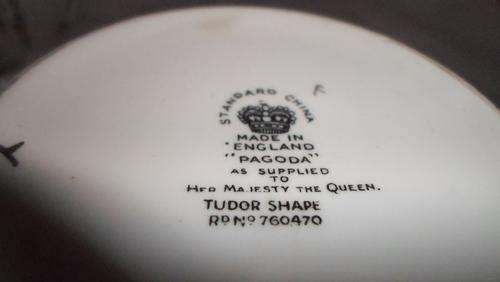 STANDARD CHINA
MADE IN
ENGLAND
"PAGODA"
AS SUPPLIED
TO
HER MAJESTY THE QUEEN.
TUDOR SHAPE
RD NO 760470